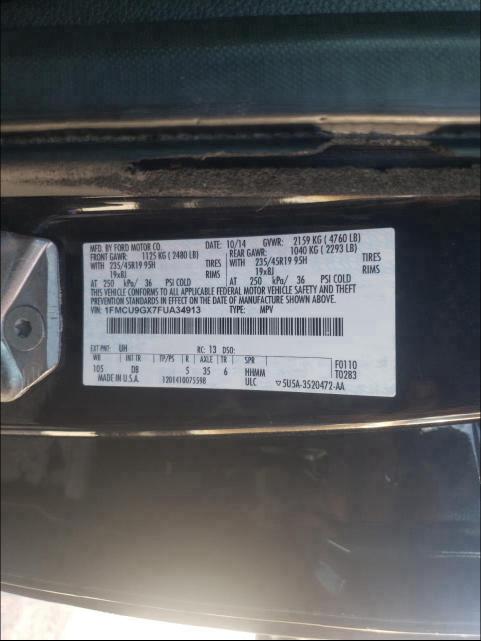 MFD. BY FORD MOTOR CO.
DATE: 10/14 GVWR: 2159 KG ( 4760 LB)
FRONT GAWR: 1125 KG ( 2480 LB) REAR GAWR: 1040 KG ( 2293 LB)
WITH 235/45R19 95H TIRES WITH 235/45R19 95H TIRES
19x8J RIMS 19x8J RIMS
AT 250 kPa/ 36 PSI COLD AT 250 kPa/ 36 PSI COLD
THIS VEHICLE CONFORMS TO ALL APPLICABLE FEDERAL MOTOR VEHICLE SAFETY AND THEFT
PREVENTION STANDARDS IN EFFECT ON THE DATE OF MANUFACTURE SHOWN ABOVE.
VIN: 1FMCU9GX7FUA34913 TYPE: MPV
EXT PNT: UH RC: 13 DSO:
WB INT TR TP/PS R AXLE TR SPR
105 DB 5 35 6 HHMM
F0110
T0283
MADE IN U.S.A. 1201410075598 ULC ▽5U5A-3520472-AA